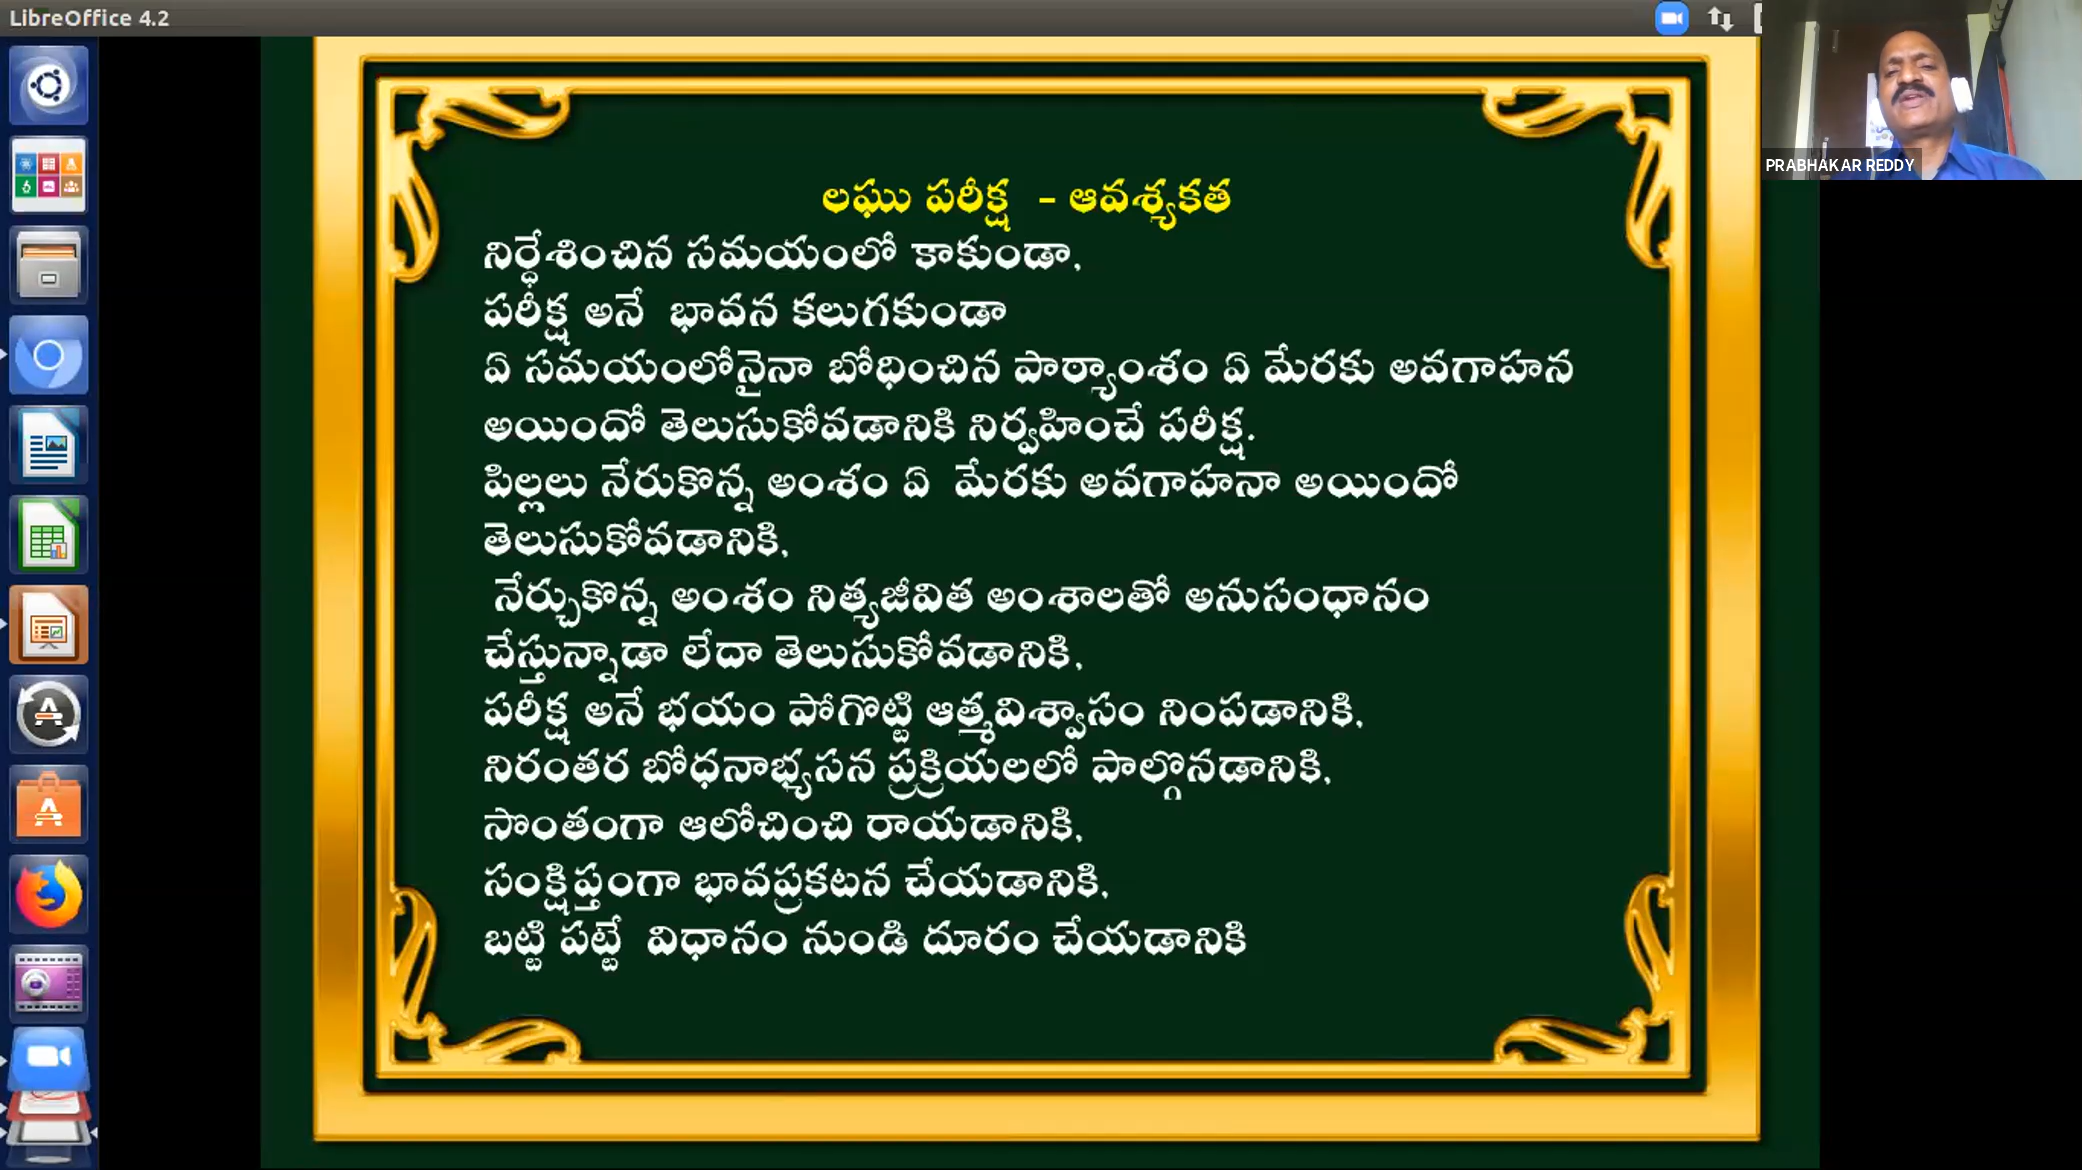 LibreOffice 4.2
PRABHAKAR REDDY
లఘు పరీక్ష - ఆవశ్యకత
నిర్ధేశించిన సమయంలో కాకుండా,
పరీక్ష అనే భావన కలుగకుండా
ఏ సమయంలోనైనా బోధించిన పాఠ్యాంశం ఏ మేరకు అవగాహన
అయిందో తెలుసుకోవడానికి నిర్వహించే పరీక్ష.
పిల్లలు నేరుకొన్న అంశం ఏ మేరకు అవగాహనా అయిందో
తెలుసుకోవడానికి,
నేర్చుకొన్న అంశం నిత్యజీవిత అంశాలతో అనుసంధానం
చేస్తున్నాడా లేదా తెలుసుకోవడానికి,
పరీక్ష అనే భయం పోగొట్టి ఆత్మవిశ్వాసం నింపడానికి,
నిరంతర బోధనాభ్యసన ప్రక్రియలలో పాల్గొనడానికి,
సొంతంగా ఆలోచించి రాయడానికి,
సంక్షిప్తంగా భావప్రకటన చేయడానికి,
బట్టి పట్టే విధానం నుండి దూరం చేయడానికి